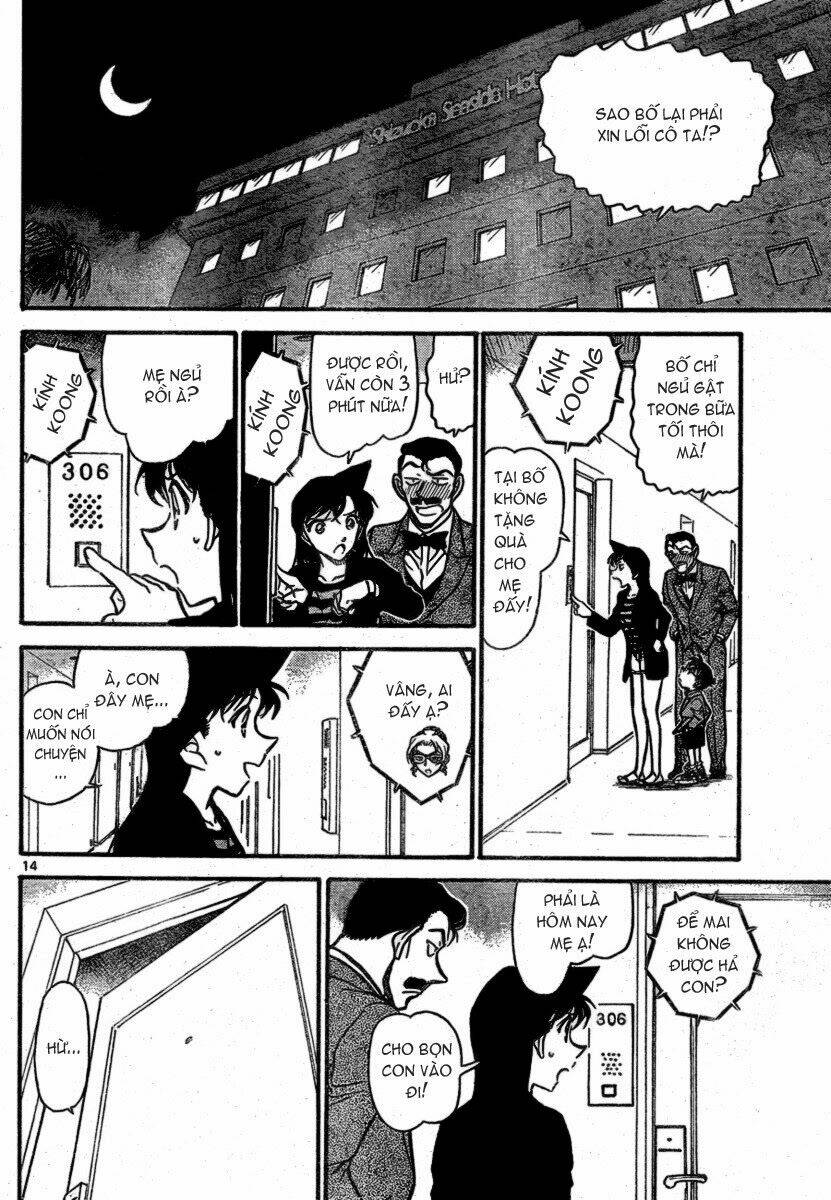 Shizuoka Seaside Hot
SAO BỐ LẠI PHẢI
XIN LỖI CÔ TA!?
BỐ CHỈ
NGỦ GẬT
TRONG BỮA
TỐI THÔI
MÀ!
KÍNH
KOONG
TẠI BỐ
KHÔNG
TẶNG
QUÀ
CHO
MẸ
ĐẤY!
HỬ?
ĐƯỢC RỒI,
VẪN CÒN 3
PHÚT NỮA!
KÍNH
KOONG
MẸ NGỦ
RỒI À?
KÍNH
KOONG
306
VÂNG, AI
ĐẤY Ạ?
À, CON
ĐÂY MẸ...
CON CHỈ
MUỐN NÓI
CHUYỆN
...
14
ĐỂ MAI
KHÔNG
ĐƯỢC HẢ
CON?
PHẢI LÀ
HÔM NAY
MẸ Ạ!
306
CHO BỌN
CON VÀO
ĐI!
HỪ...